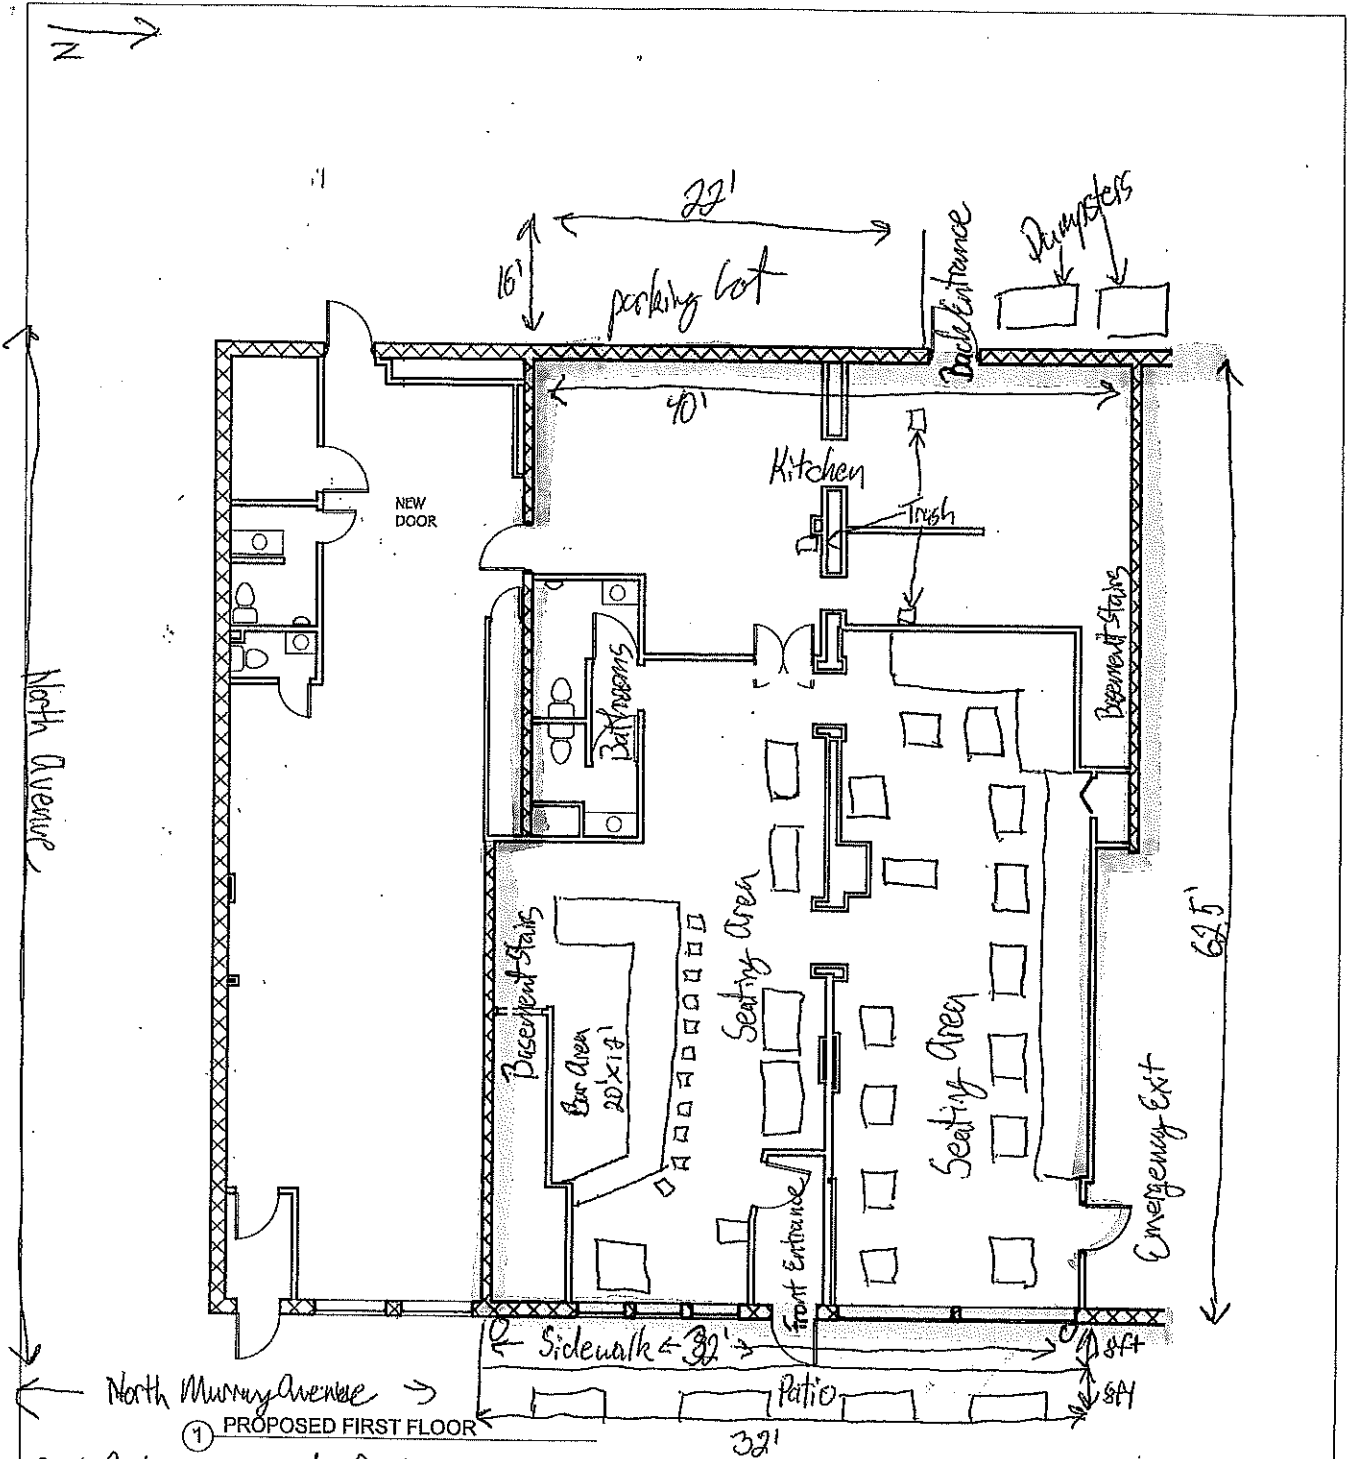 N
22'
Dumpsters
16'
parking lot
Back Entrance
40'
Kitchen
NEW
DOOR
Trash
Basement Stairs
Bathrooms
North Avenue
62.5'
Seating Area
Basement Stairs
Bar Area
20'x12'
Seating Area
Emergency Exit
Front Entrance
Sidewalk
32'
8ft
North Murray Avenue
Patio
8ft
1 PROPOSED FIRST FLOOR
32'